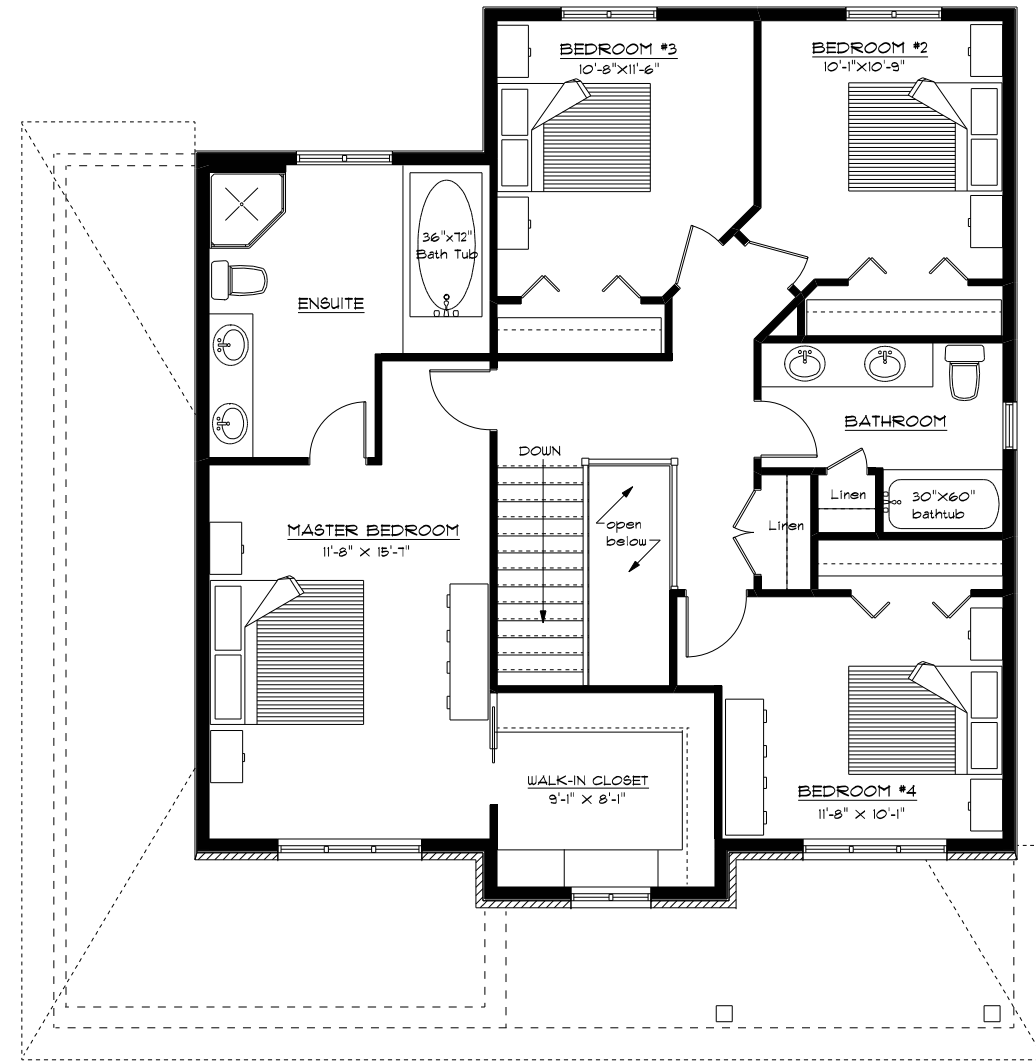 BEDROOM #3
10'-8"X11'-6"
BEDROOM #2
10'-1"X10'-9"
36"x72"
Bath Tub
ENSUITE
BATHROOM
DOWN
Linen
30"X60"
bathtub
open
below
Linen
MASTER BEDROOM
11'-8" X 15'-7"
WALK-IN CLOSET
9'-1" X 8'-1"
BEDROOM #4
11'-8" X 10'-1"